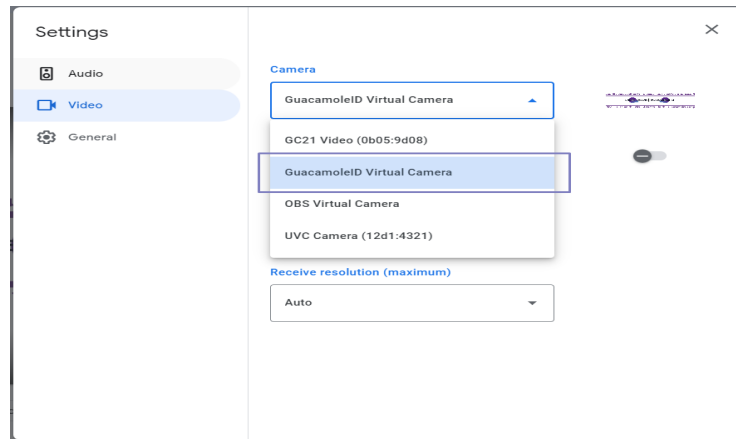 Settings
Audio
Video
General
Camera
GuacamoleID Virtual Camera
GC21 Video (0b05:9d08)
GuacamoleID Virtual Camera
OBS Virtual Camera
UVC Camera (12d1:4321)
Receive resolution (maximum)
Auto